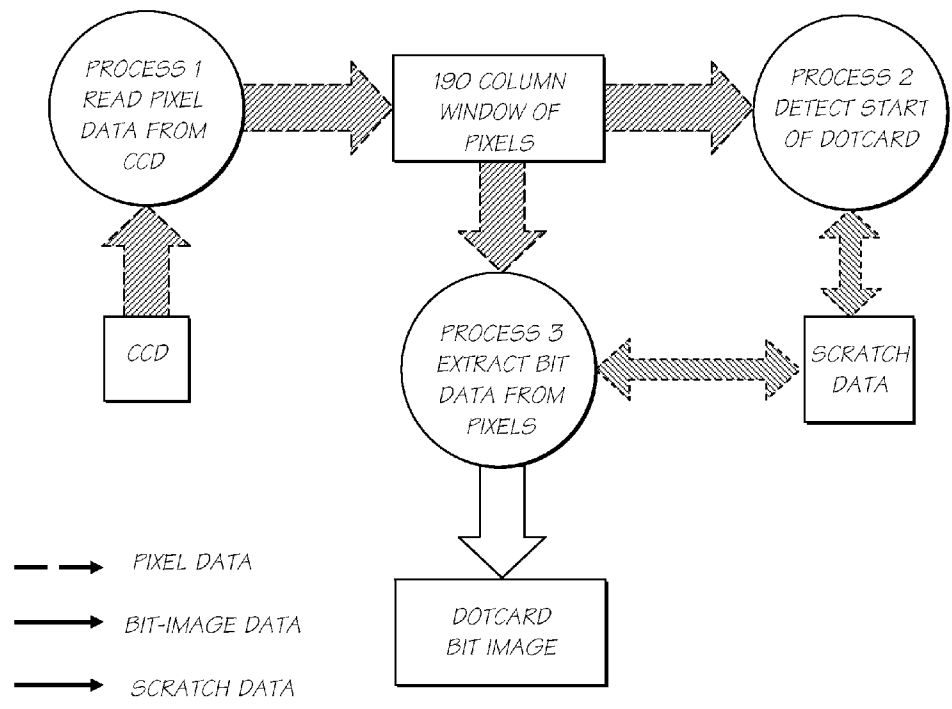 PROCESS 1
READ PIXEL
DATA FROM
CCD
190 COLUMN
WINDOW OF
PIXELS
PROCESS 2
DETECT START
OF DOTCARD
CCD
PROCESS 3
EXTRACT BIT
DATA FROM
PIXELS
SCRATCH
DATA
DOTCARD
BIT IMAGE
PIXEL DATA
BIT-IMAGE DATA
SCRATCH DATA